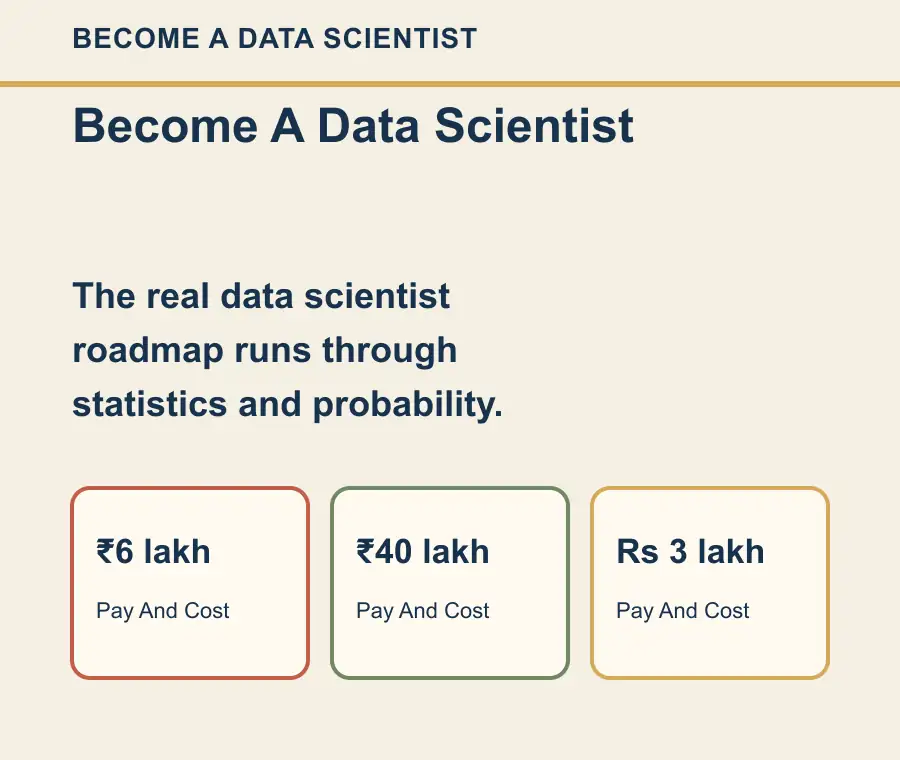 BECOME A DATA SCIENTIST
Become A Data Scientist
The real data scientist
roadmap runs through
statistics and probability.
₹6 lakh
Pay And Cost
₹40 lakh
Pay And Cost
Rs 3 lakh
Pay And Cost